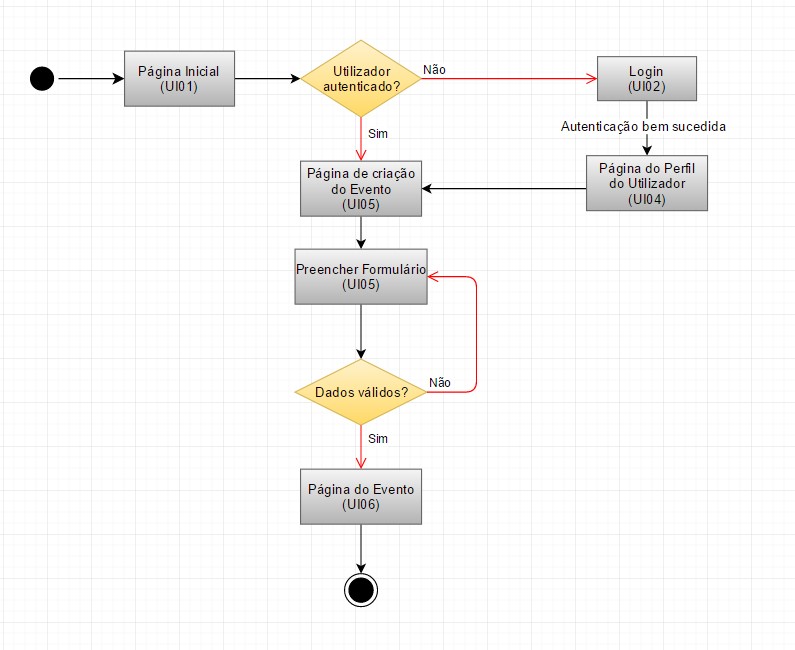 Página Inicial
(UI01)
Utilizador
autenticado?
Não
Login
(UI02)
Autenticação bem sucedida
Sim
Página de criação
do Evento
(UI05)
Página do Perfil
do Utilizador
(UI04)
Preencher Formulário
(UI05)
Dados válidos?
Não
Sim
Página do Evento
(UI06)